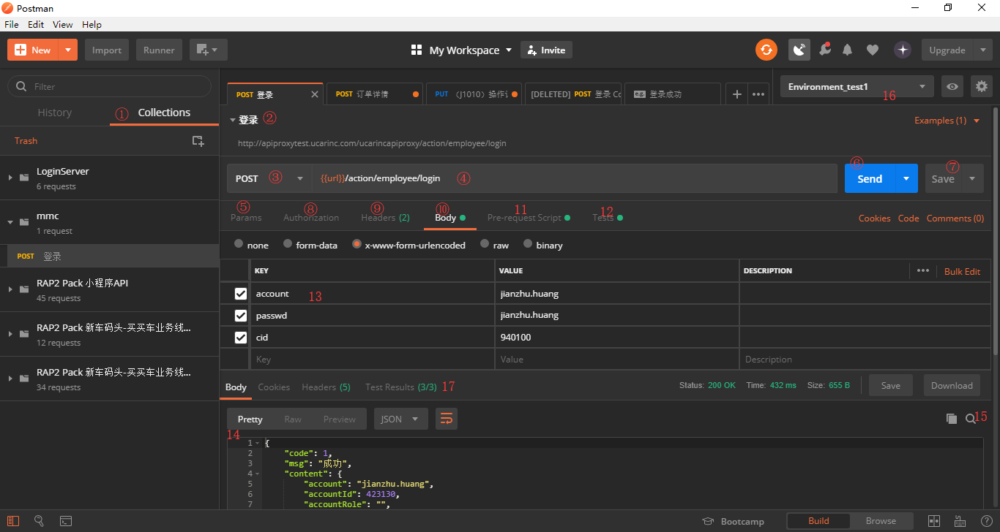 Postman
File Edit View Help
New Import Runner My Workspace Invite Upgrade
Filter
History ① Collections
Trash
LoginServer
6 requests
mmc
1 request
POST 登录
RAP2 Pack 小程序API
45 requests
RAP2 Pack 新车码头-买买车业务线...
12 requests
RAP2 Pack 新车码头-买买车业务线...
34 requests
POST 登录 POST 订单详情 PUT （J1010）操作 [DELETED] POST 登录 Co e.g. 登录成功
Environment_test1 16
登录 ② Examples (1)
http://apiproxytest.ucarinc.com/ucarincapiproxy/action/employee/login
POST ③ {{url}}/action/employee/login ④ ⑥ Send ⑦ Save
⑤ ⑧ ⑨ ⑩ 11 12
Params Authorization Headers (2) Body Pre-request Script Tests Cookies Code Comments (0)
none form-data x-www-form-urlencoded raw binary
KEY VALUE DESCRIPTION Bulk Edit
account 13 jianzhu.huang
passwd jianzhu.huang
cid 940100
Key Value Description
Body Cookies Headers (5) Test Results (3/3) 17 Status: 200 OK Time: 432 ms Size: 655 B Save Download
Pretty Raw Preview JSON 15
14
1 {
2 "code": 1,
3 "msg": "成功",
4 "content": {
5 "account": "jianzhu.huang",
6 "accountId": 423130,
7 "accountRole": "",
Bootcamp Build Browse